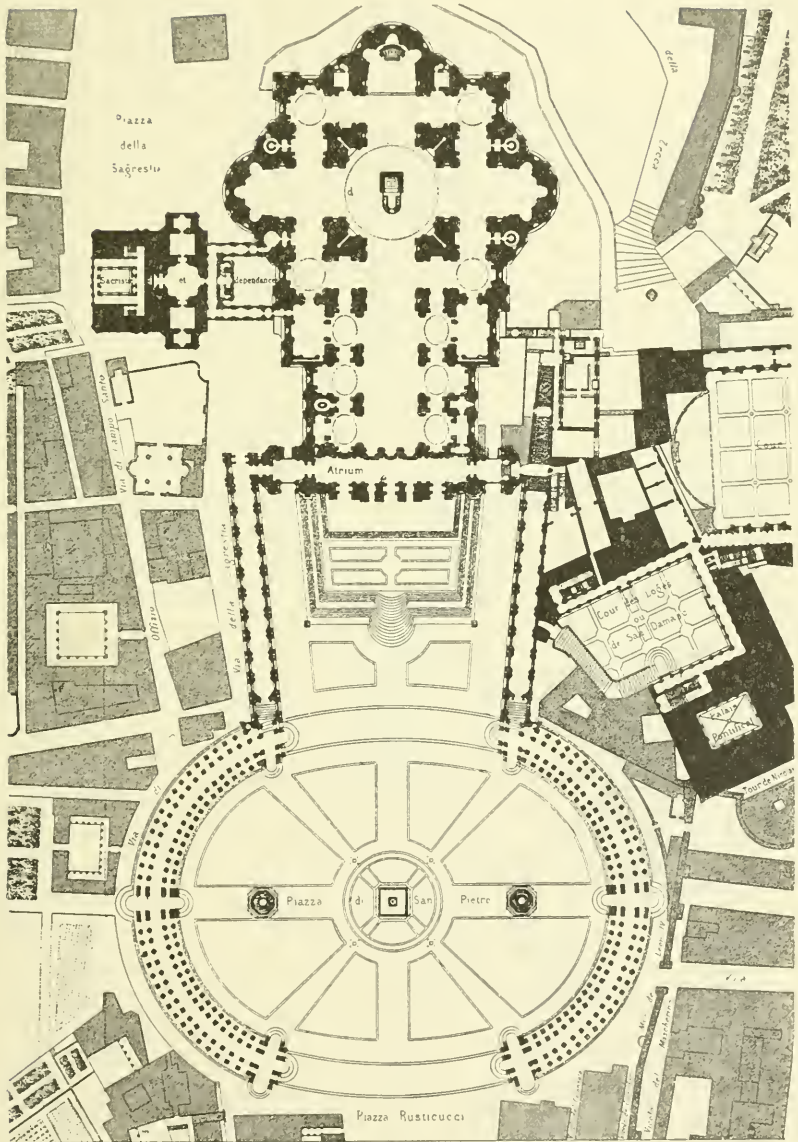 Piazza
della
Sagrestia
della
Zecca
d
Sacristie et dependances
Via di Campo Santo
Atrium
Via della Sagrestia
Cour des Loges
ou
de San Damaso
Palais
Pontifical
Tour de Nicolas
Via
Piazza di San Pietro
Via
Piazza Rusticucci